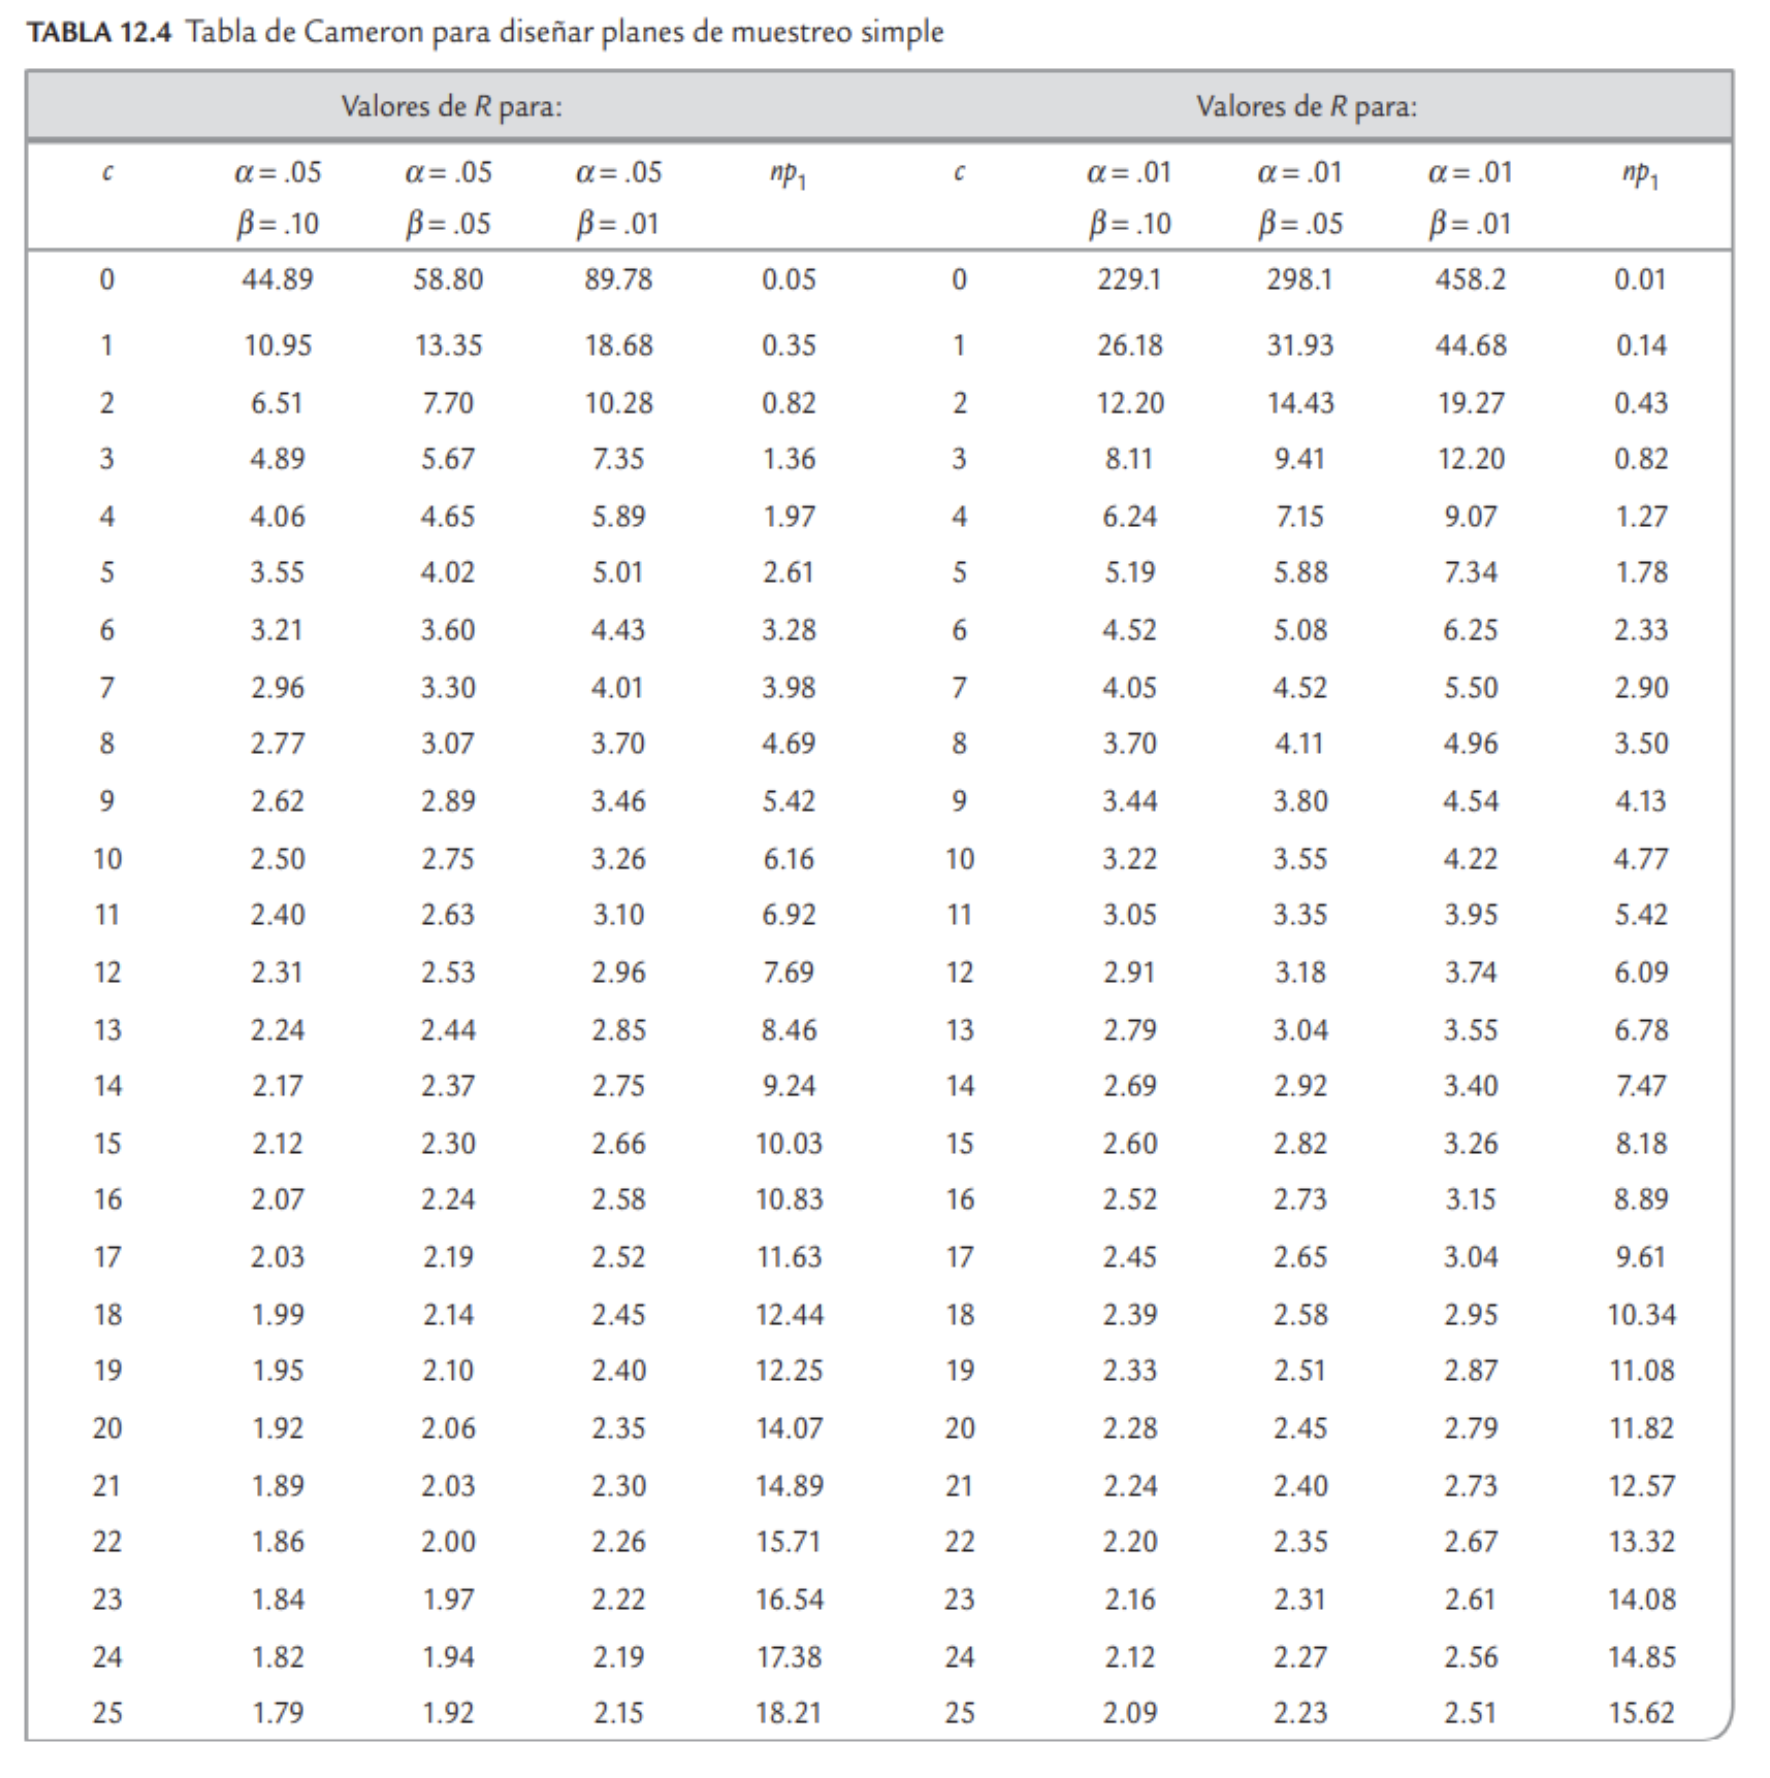 TABLA 12.4 Tabla de Cameron para diseñar planes de muestreo simple
Valores de R para: Valores de R para:
c α = .05 α = .05 α = .05 np1 c α = .01 α = .01 α = .01 np1
β = .10 β = .05 β = .01 β = .10 β = .05 β = .01
0 44.89 58.80 89.78 0.05 0 229.1 298.1 458.2 0.01
1 10.95 13.35 18.68 0.35 1 26.18 31.93 44.68 0.14
2 6.51 7.70 10.28 0.82 2 12.20 14.43 19.27 0.43
3 4.89 5.67 7.35 1.36 3 8.11 9.41 12.20 0.82
4 4.06 4.65 5.89 1.97 4 6.24 7.15 9.07 1.27
5 3.55 4.02 5.01 2.61 5 5.19 5.88 7.34 1.78
6 3.21 3.60 4.43 3.28 6 4.52 5.08 6.25 2.33
7 2.96 3.30 4.01 3.98 7 4.05 4.52 5.50 2.90
8 2.77 3.07 3.70 4.69 8 3.70 4.11 4.96 3.50
9 2.62 2.89 3.46 5.42 9 3.44 3.80 4.54 4.13
10 2.50 2.75 3.26 6.16 10 3.22 3.55 4.22 4.77
11 2.40 2.63 3.10 6.92 11 3.05 3.35 3.95 5.42
12 2.31 2.53 2.96 7.69 12 2.91 3.18 3.74 6.09
13 2.24 2.44 2.85 8.46 13 2.79 3.04 3.55 6.78
14 2.17 2.37 2.75 9.24 14 2.69 2.92 3.40 7.47
15 2.12 2.30 2.66 10.03 15 2.60 2.82 3.26 8.18
16 2.07 2.24 2.58 10.83 16 2.52 2.73 3.15 8.89
17 2.03 2.19 2.52 11.63 17 2.45 2.65 3.04 9.61
18 1.99 2.14 2.45 12.44 18 2.39 2.58 2.95 10.34
19 1.95 2.10 2.40 12.25 19 2.33 2.51 2.87 11.08
20 1.92 2.06 2.35 14.07 20 2.28 2.45 2.79 11.82
21 1.89 2.03 2.30 14.89 21 2.24 2.40 2.73 12.57
22 1.86 2.00 2.26 15.71 22 2.20 2.35 2.67 13.32
23 1.84 1.97 2.22 16.54 23 2.16 2.31 2.61 14.08
24 1.82 1.94 2.19 17.38 24 2.12 2.27 2.56 14.85
25 1.79 1.92 2.15 18.21 25 2.09 2.23 2.51 15.62